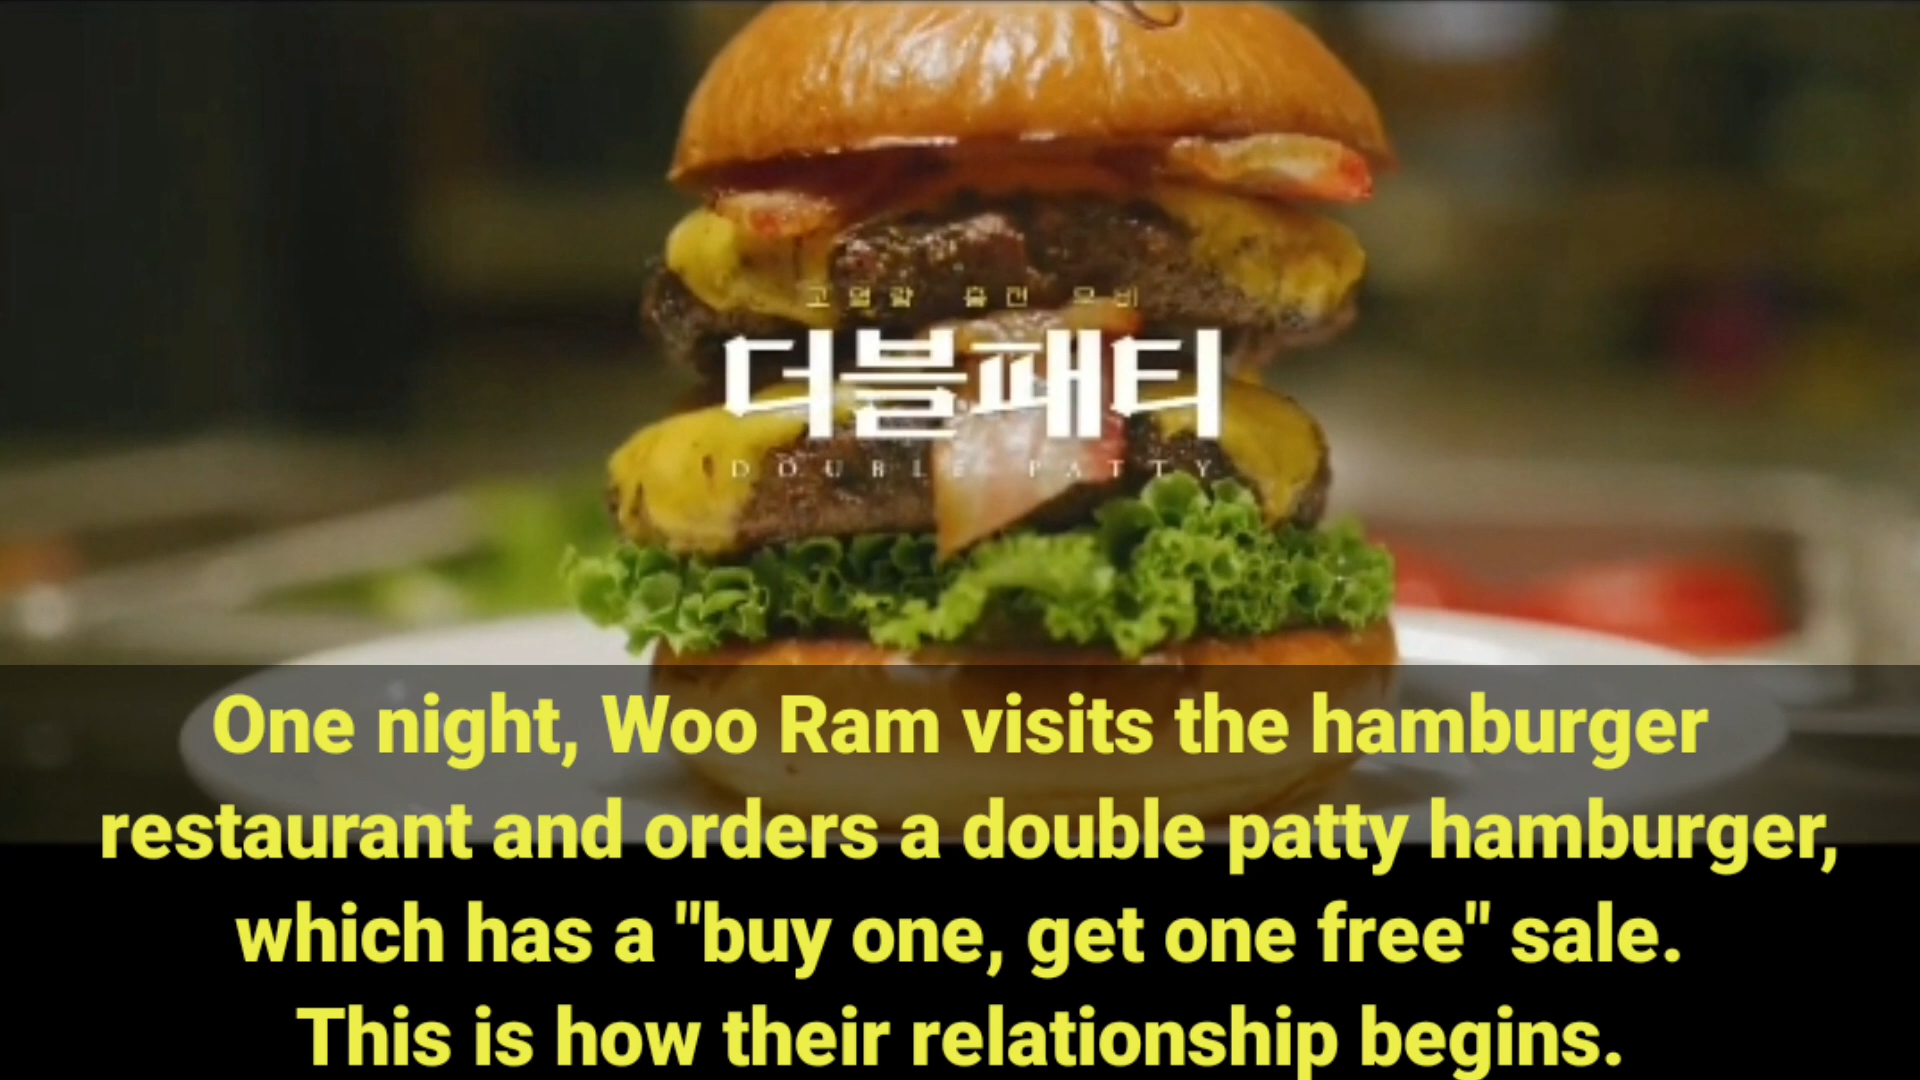 고열량 충전 무비
더블패티
DOUBLE PATTY
One night, Woo Ram visits the hamburger
restaurant and orders a double patty hamburger,
which has a "buy one, get one free" sale.
This is how their relationship begins.